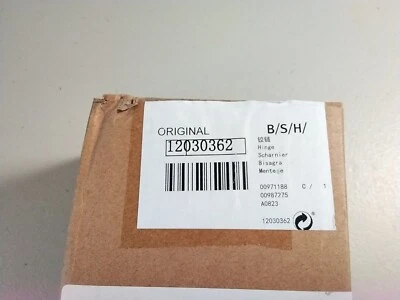 ORIGINAL
12030362
B/S/H/
铰链
Hinge
Scharnier
Bisagra
Menteşe
00971188 C / 1
00987775
A0823
12030362